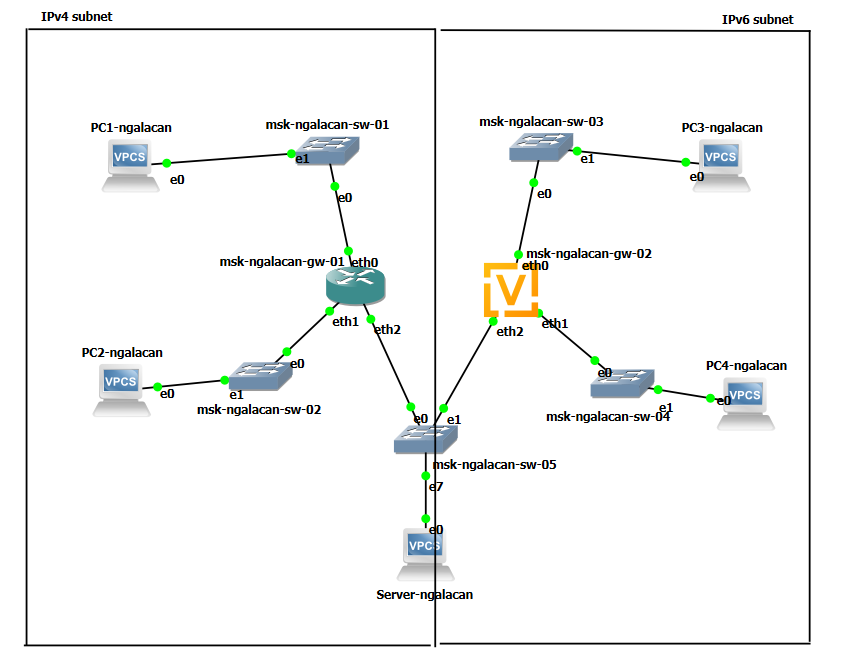 IPv4 subnet
IPv6 subnet
PC1-ngalacan
VPCS
e0
msk-ngalacan-sw-01
e1
e0
msk-ngalacan-gw-01
eth0
eth1
eth2
PC2-ngalacan
VPCS
e0
e0
e1
msk-ngalacan-sw-02
msk-ngalacan-sw-03
e1
e0
PC3-ngalacan
VPCS
e0
msk-ngalacan-gw-02
eth0
V
eth2
eth1
e0
msk-ngalacan-sw-04
e1
PC4-ngalacan
VPCS
e0
e0
e1
msk-ngalacan-sw-05
e7
e0
VPCS
Server-ngalacan